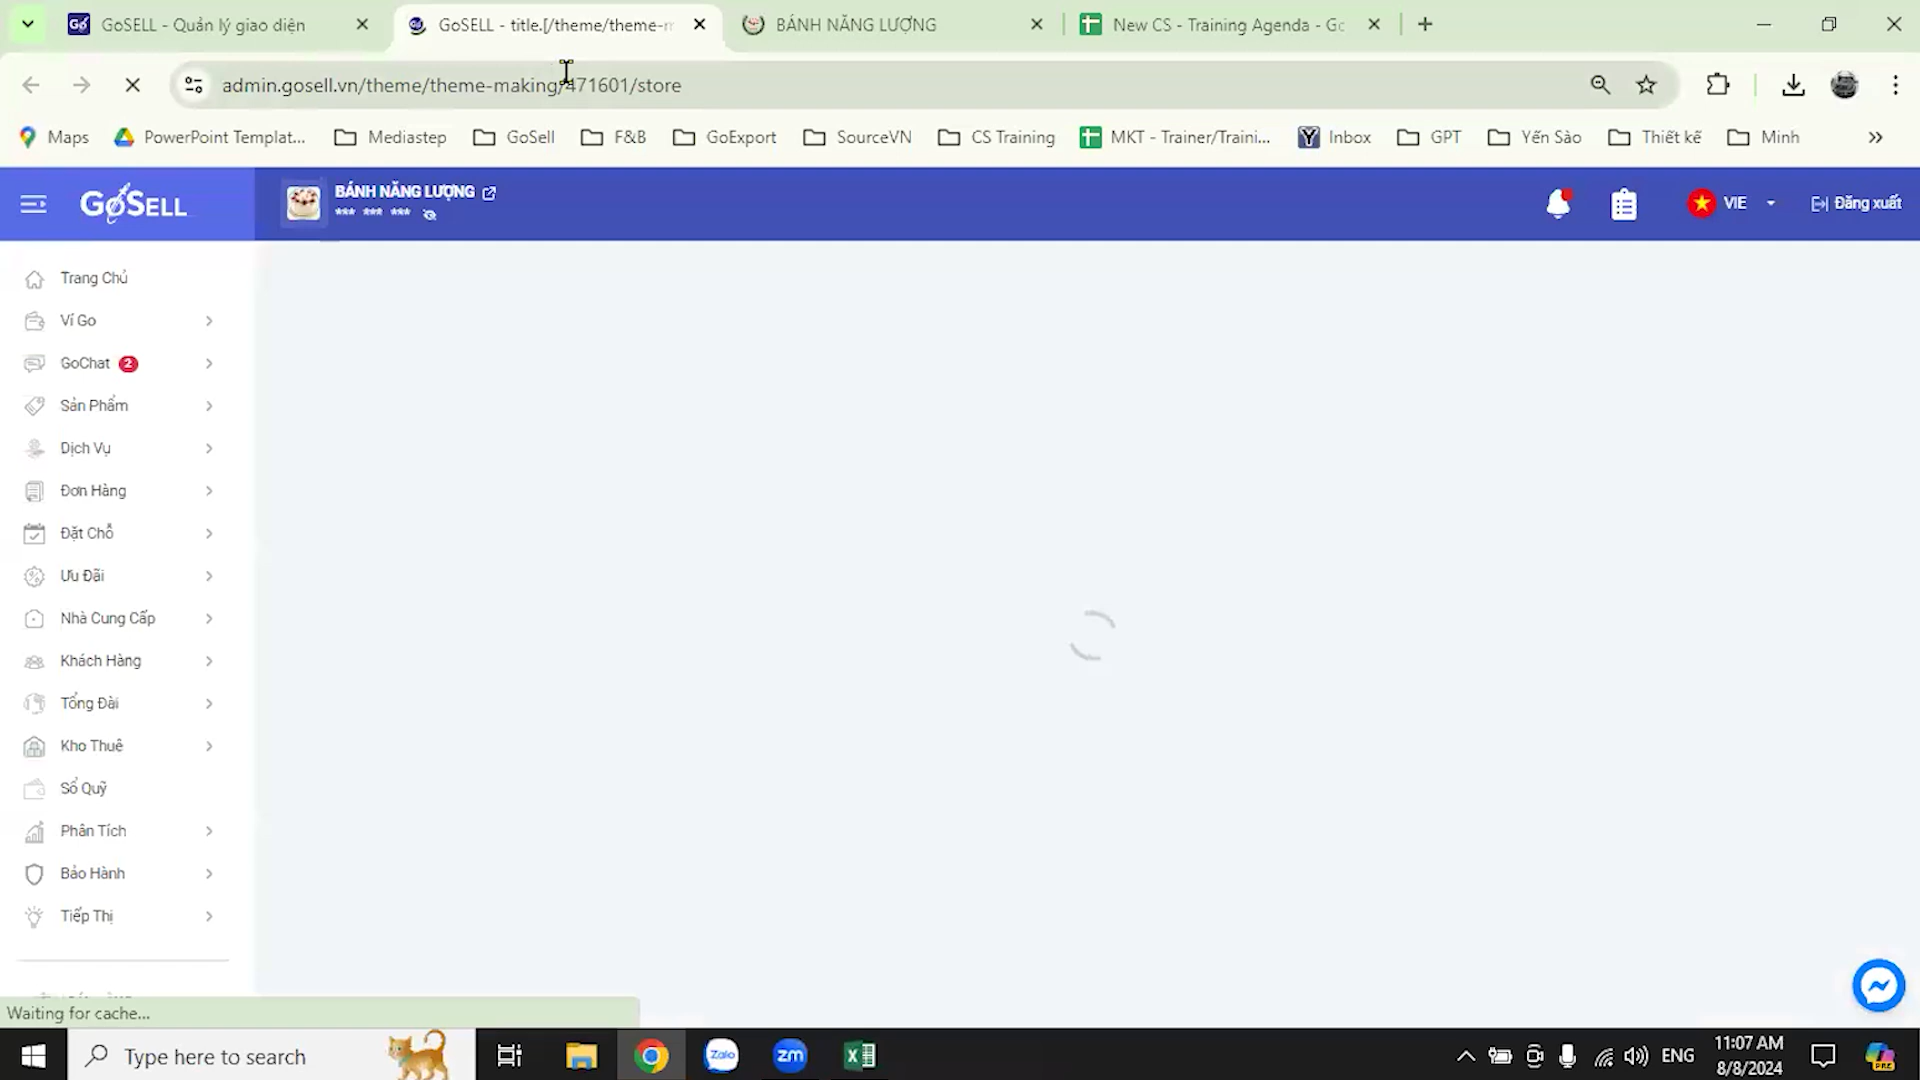 GoSELL - Quản lý giao diện
GoSELL - title.[/theme/theme-m
BÁNH NĂNG LƯỢNG
New CS - Training Agenda - Go
admin.gosell.vn/theme/theme-making/471601/store
Maps
PowerPoint Templat...
Mediastep
GoSell
F&B
GoExport
SourceVN
CS Training
MKT - Trainer/Traini...
Inbox
GPT
Yến Sào
Thiết kế
Minh
GoSELL
BÁNH NĂNG LƯỢNG
*** *** ***
VIE
Đăng xuất
Trang Chủ
Ví Go
GoChat 2
Sản Phẩm
Dịch Vụ
Đơn Hàng
Đặt Chỗ
Ưu Đãi
Nhà Cung Cấp
Khách Hàng
Tổng Đài
Kho Thuê
Sổ Quỹ
Phân Tích
Bảo Hành
Tiếp Thị
Waiting for cache...
Type here to search
Zalo
zm
ENG
11:07 AM
8/8/2024
PRE